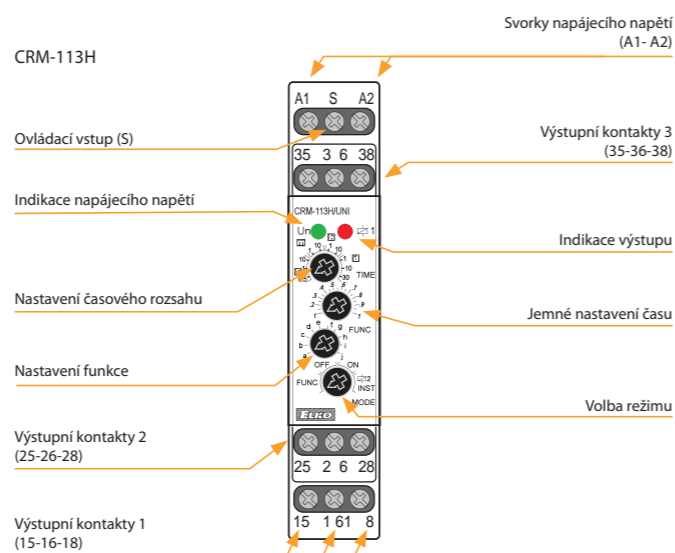 Svorky napájecího napětí
(A1- A2)
CRM-113H
A1 S A2
Ovládací vstup (S)
Výstupní kontakty 3
(35-36-38)
35 3 6 38
Indikace napájecího napětí
CRM-113H/UNI
Un
1
Indikace výstupu
TIME
Nastavení časového rozsahu
Jemné nastavení času
FUNC
Nastavení funkce
OFF ON
FUNC
2
INST
MODE
Volba režimu
ELKO
Výstupní kontakty 2
(25-26-28)
25 2 6 28
Výstupní kontakty 1
(15-16-18)
15 1 61 8